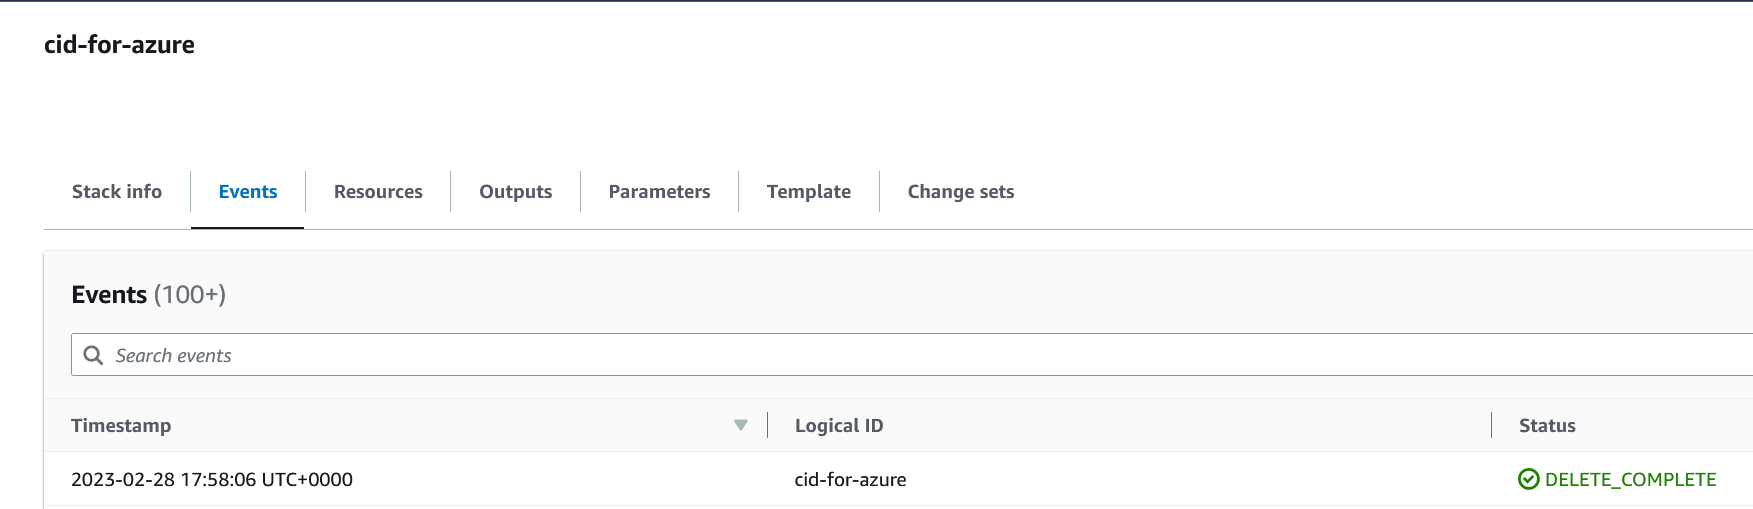 cid-for-azure
Stack info Events Resources Outputs Parameters Template Change sets
Events (100+)
Search events
Timestamp Logical ID Status
2023-02-28 17:58:06 UTC+0000 cid-for-azure DELETE_COMPLETE